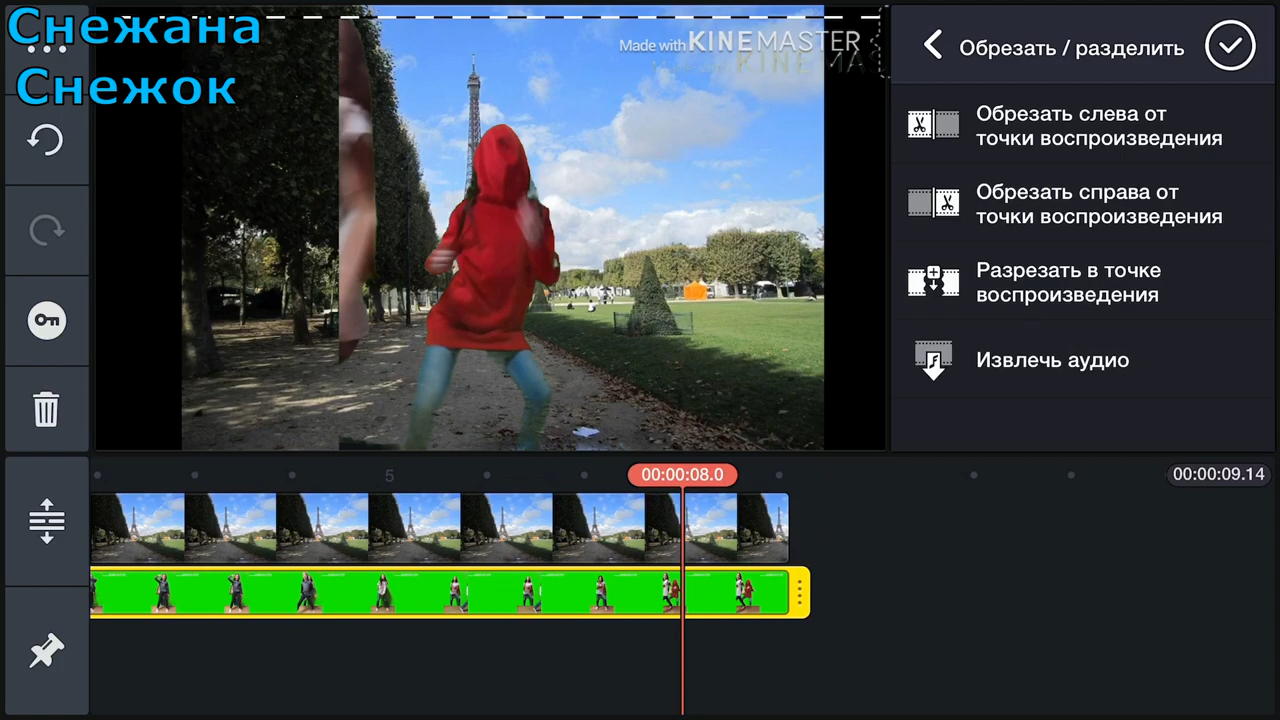 Снежана
Снежок
Made with KINEMASTER
KINEMA
Обрезать / разделить
Обрезать слева от
точки воспроизведения
Обрезать справа от
точки воспроизведения
Разрезать в точке
воспроизведения
Извлечь аудио
5
00:00:08.0
00:00:09.14